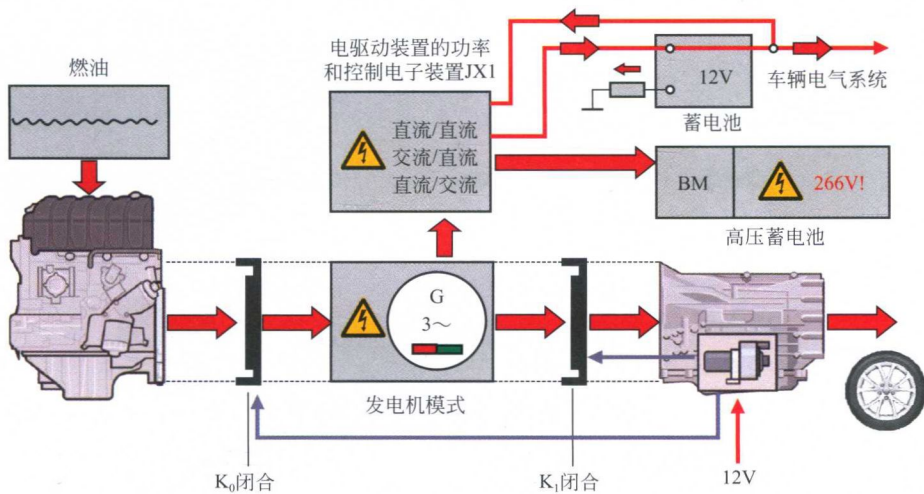 燃油
电驱动装置的功率
和控制电子装置JX1
直流/直流
交流/直流
直流/交流
12V
蓄电池
车辆电气系统
BM
266V!
高压蓄电池
G
3～
发电机模式
K₀闭合
K₁闭合
12V